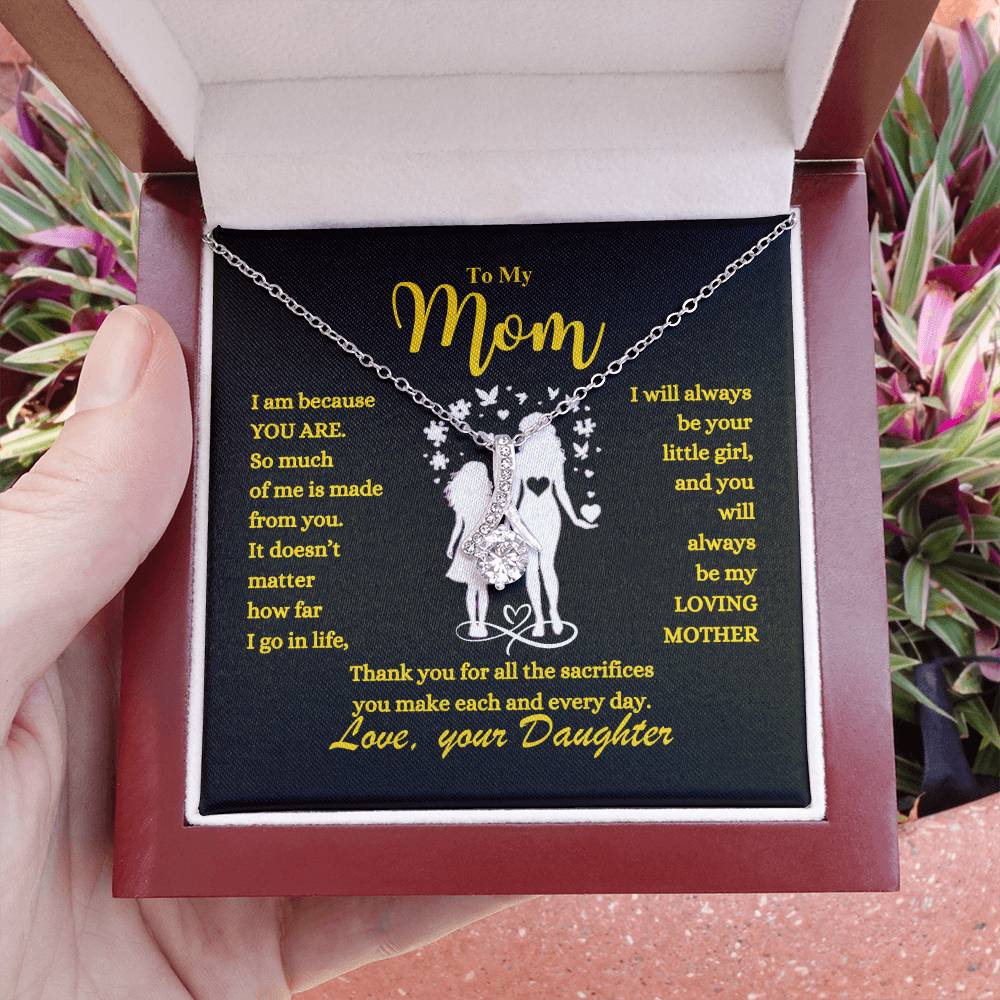 To My
Mom
I am because
YOU ARE.
So much
of me is made
from you.
It doesn't
matter
how far
I go in life,
I will always
be your
little girl,
and you
will
always
be my
LOVING
MOTHER
Thank you for all the sacrifices
you make each and every day.
Love, your Daughter